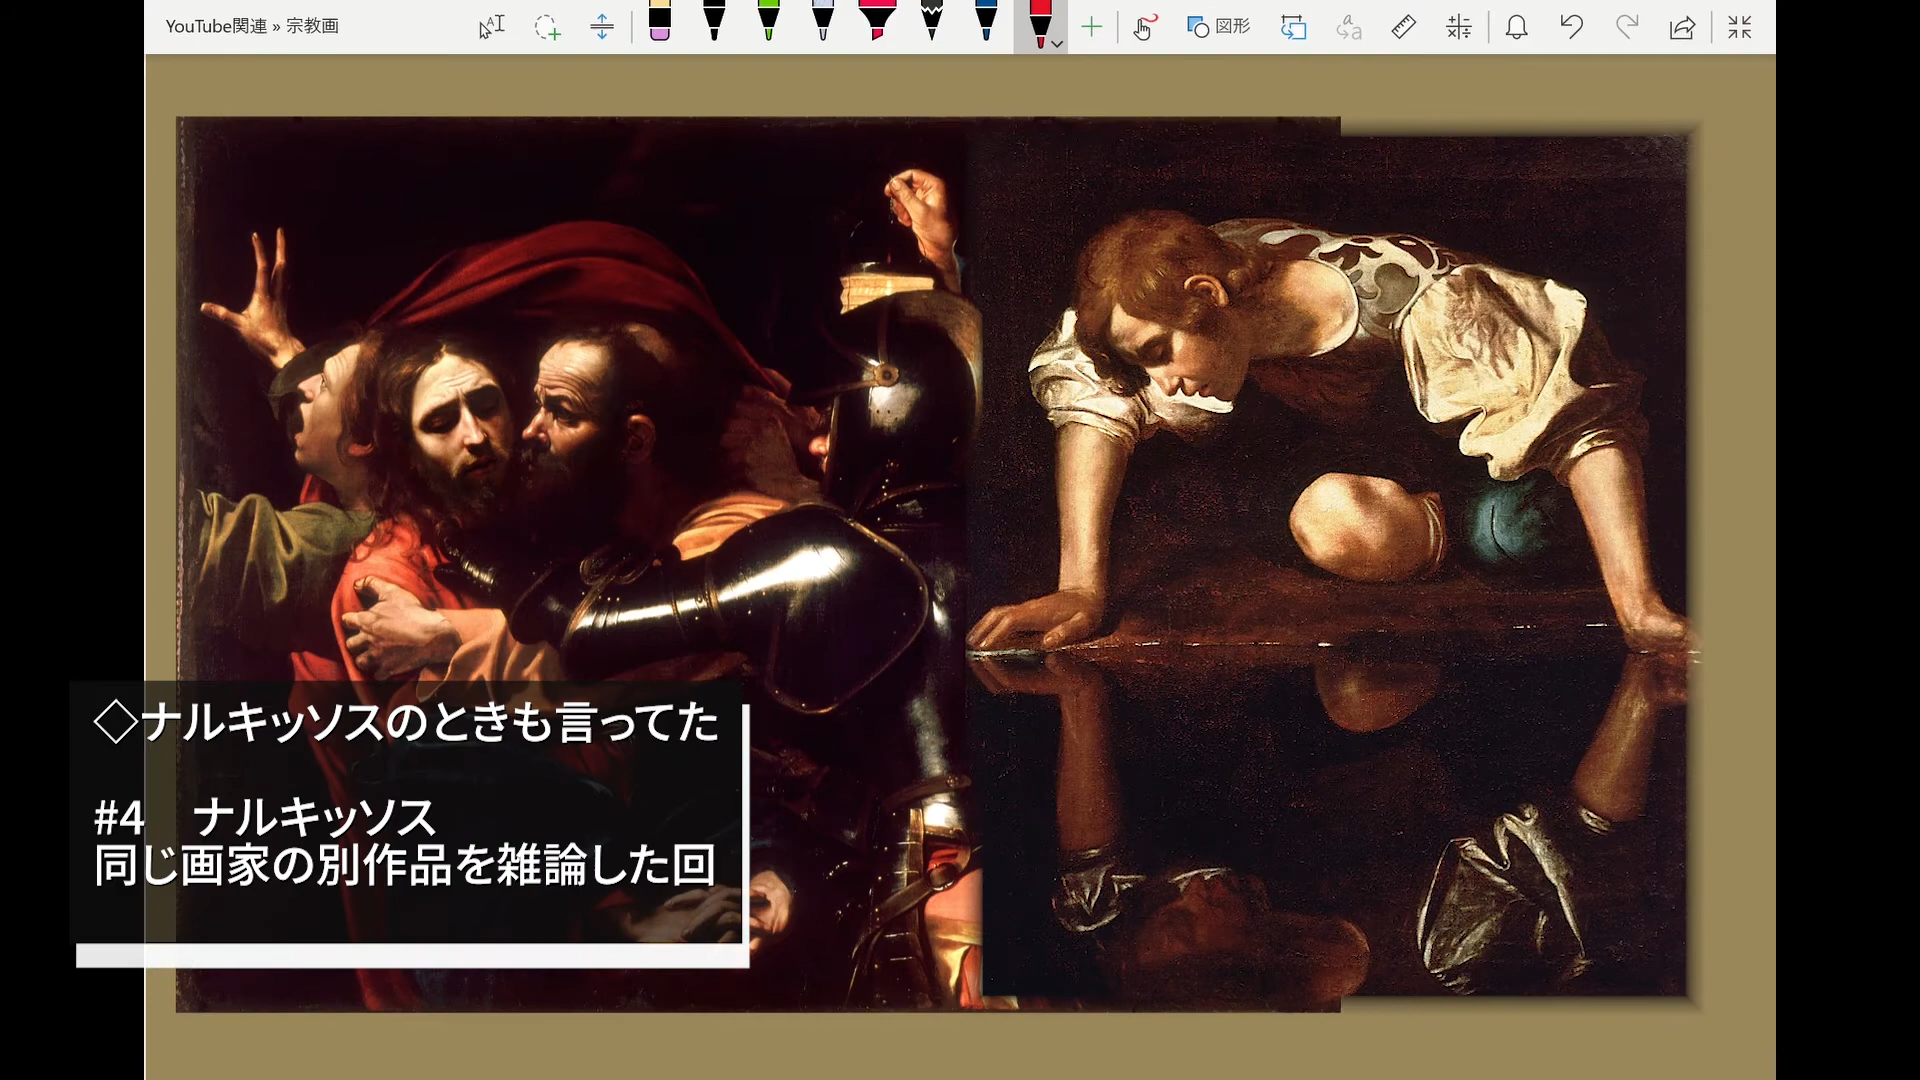 YouTube関連 » 宗教画
図形
◇ナルキッソスのときも言ってた
#4　ナルキッソス
同じ画家の別作品を雑論した回